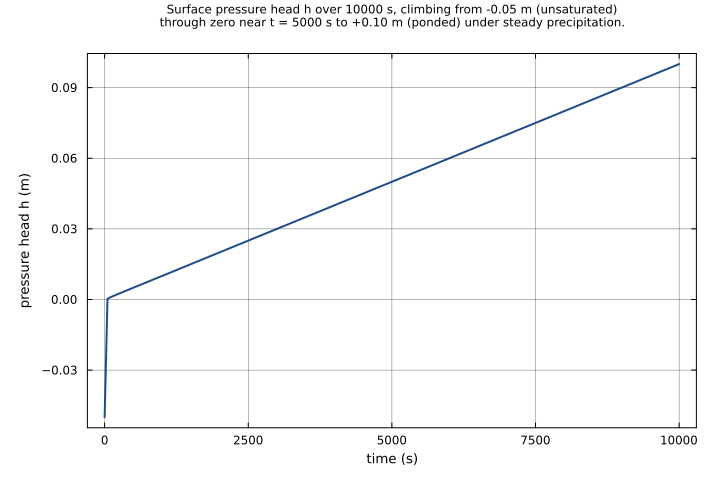 Surface pressure head h over 10000 s, climbing from -0.05 m (unsaturated)
through zero near t = 5000 s to +0.10 m (ponded) under steady precipitation.
pressure head h (m)
0.09
0.06
0.03
0.00
−0.03
0 2500 5000 7500 10000
time (s)